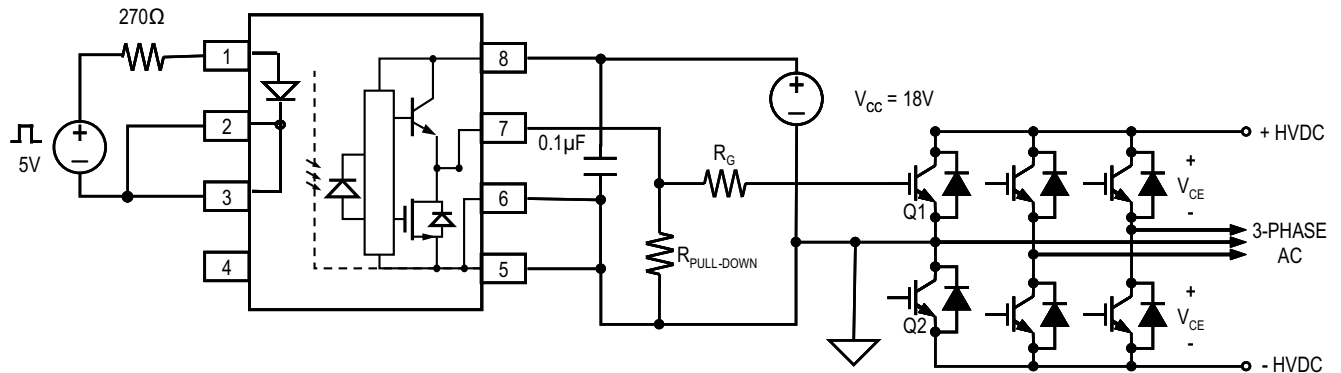 270Ω
5V
1
2
3
4
8
7
6
5
0.1µF
R_G
R_PULL-DOWN
V_CC = 18V
+ HVDC
Q1
+
V_CE
-
3-PHASE
AC
Q2
+
V_CE
-
- HVDC
+
−
+
−